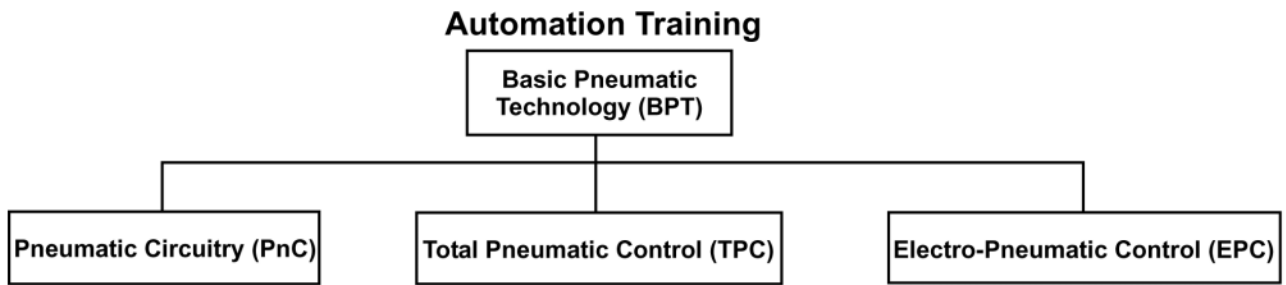 Automation Training
Basic Pneumatic
Technology (BPT)
Pneumatic Circuitry (PnC)
Total Pneumatic Control (TPC)
Electro-Pneumatic Control (EPC)